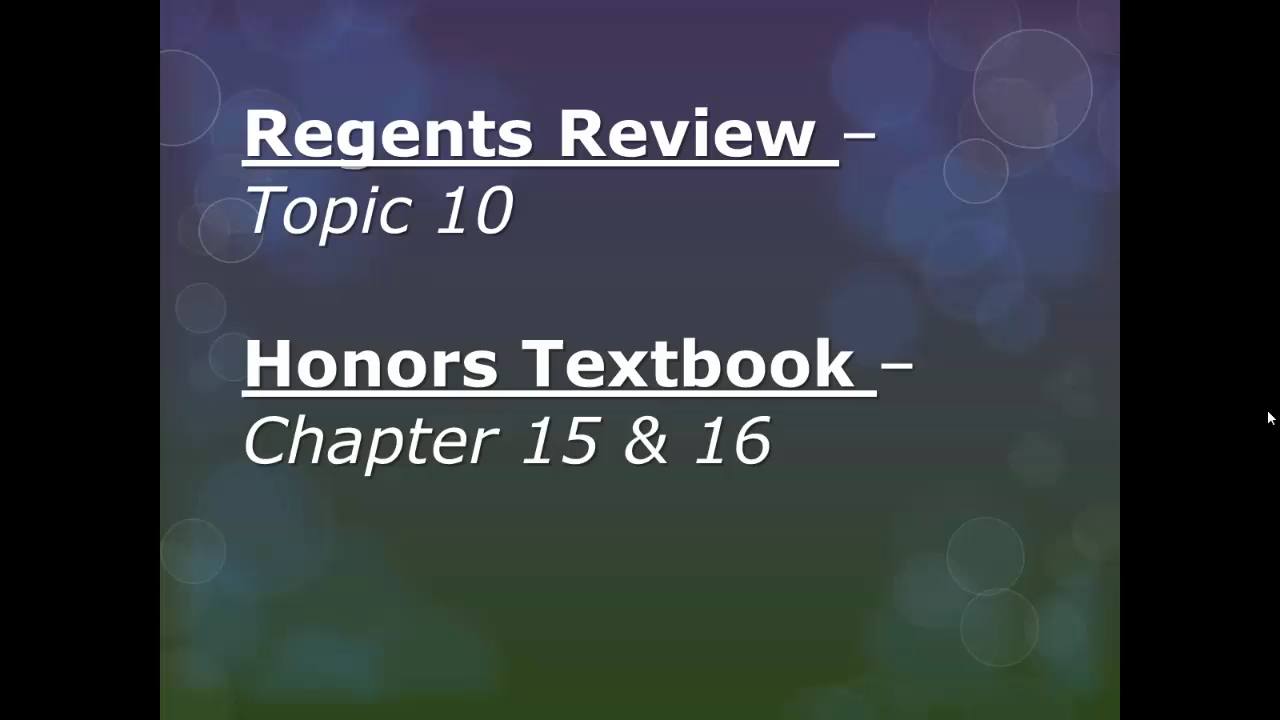 Regents Review –
Topic 10
Honors Textbook –
Chapter 15 & 16